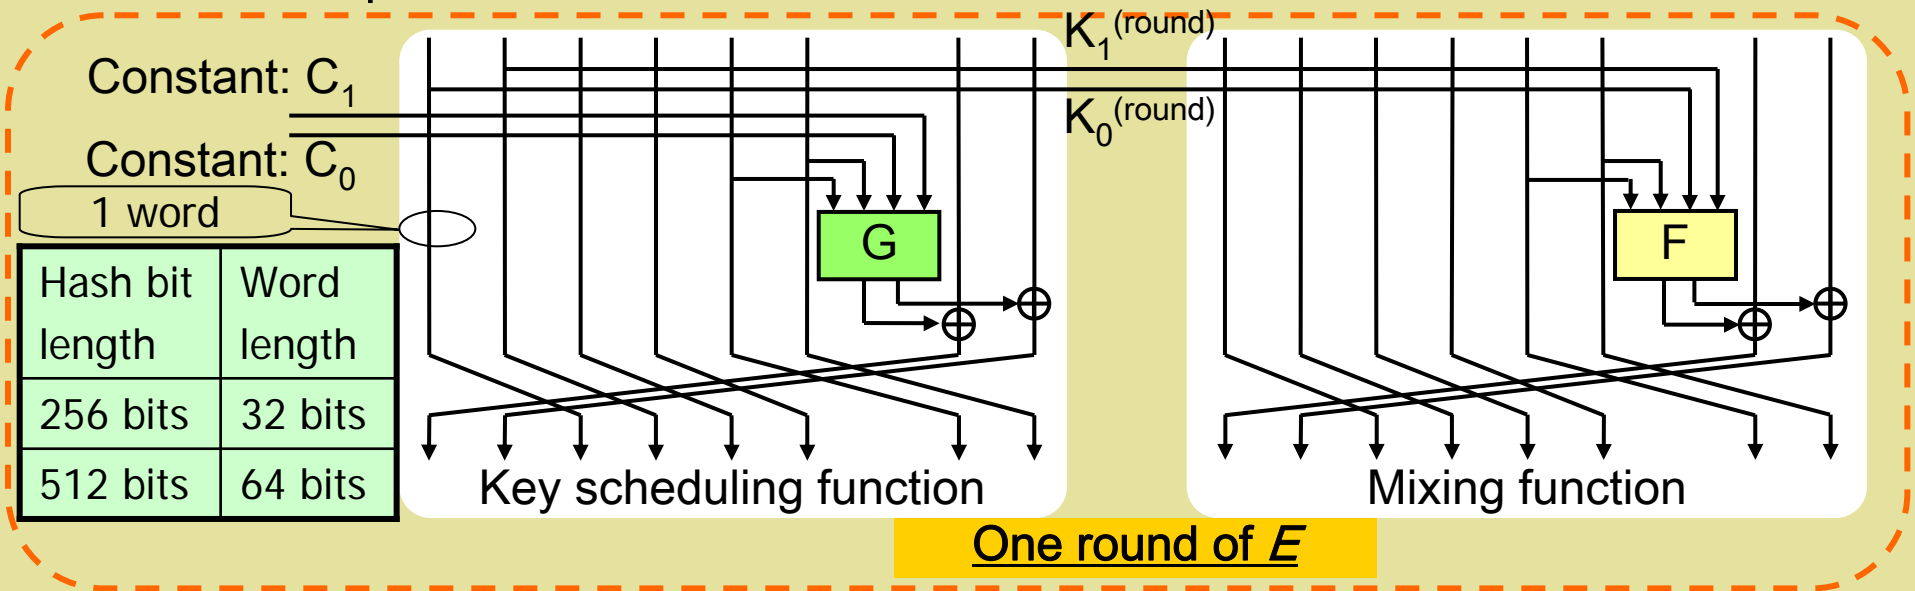 K1(round)
Constant: C1
K0(round)
Constant: C0
1 word
G
F
Hash bit length
Word length
256 bits
32 bits
512 bits
64 bits
Key scheduling function
Mixing function
One round of E